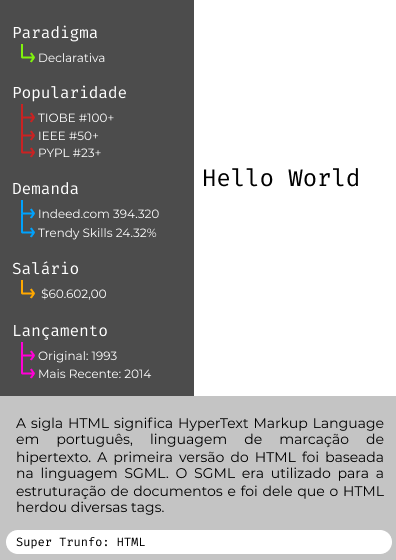 Paradigma
Declarativa
Popularidade
TIOBE #100+
IEEE #50+
PYPL #23+
Demanda
Indeed.com 394.320
Trendy Skills 24.32%
Salário
$60.602,00
Lançamento
Original: 1993
Mais Recente: 2014
Hello World
A sigla HTML significa HyperText Markup Language
em português, linguagem de marcação de
hipertexto. A primeira versão do HTML foi baseada
na linguagem SGML. O SGML era utilizado para a
estruturação de documentos e foi dele que o HTML
herdou diversas tags.
Super Trunfo: HTML